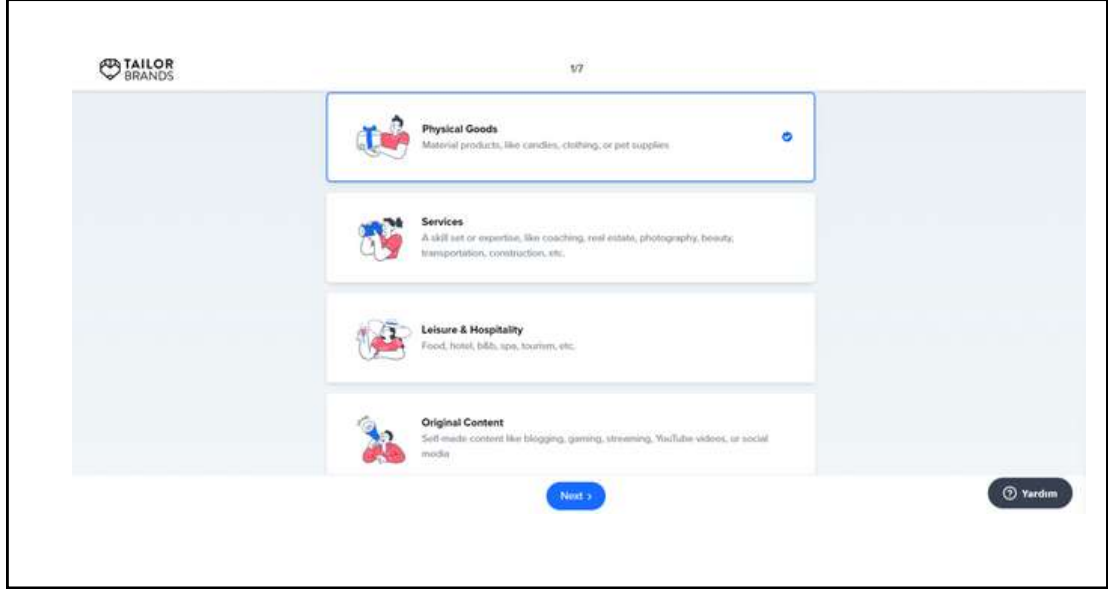 TAILOR
BRANDS
1/7
Physical Goods
Material products, like candles, clothing, or pet supplies
Services
A skill set or expertise, like coaching, real estate, photography, beauty,
transportation, construction, etc.
Leisure & Hospitality
Food, hotel, b&b, spa, tourism, etc.
Original Content
Self-made content like blogging, gaming, streaming, YouTube videos, or social
media
Next >
? Yardım